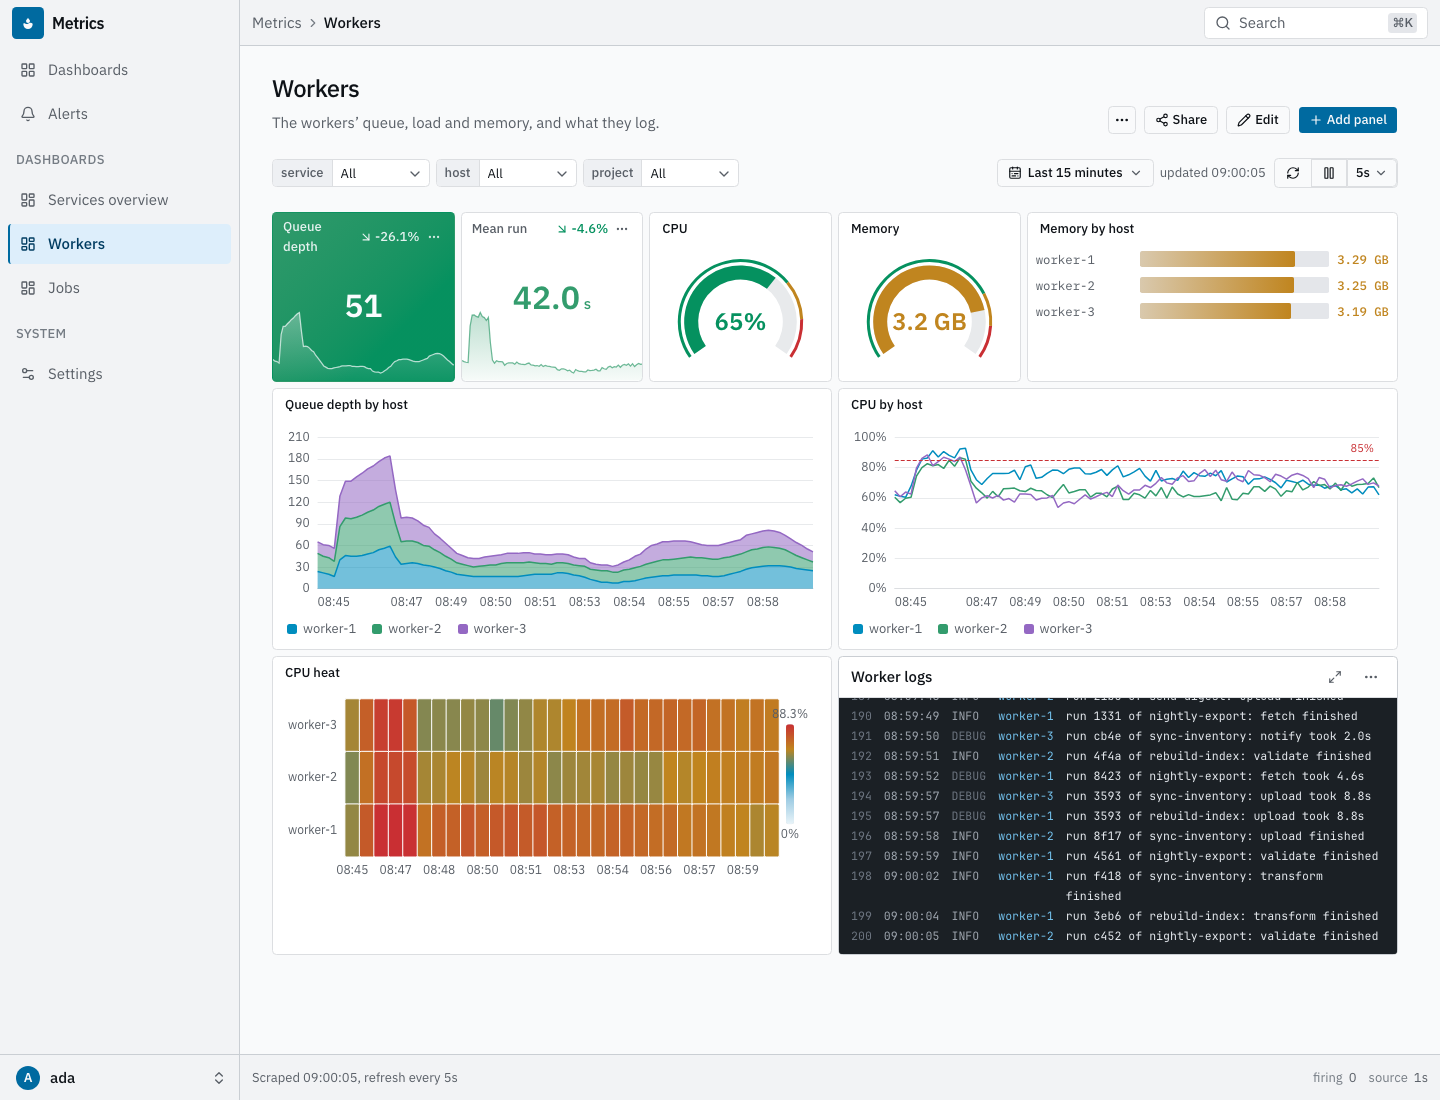 Metrics
Metrics > Workers
Search ⌘K
Dashboards
Alerts
DASHBOARDS
Services overview
Workers
Jobs
SYSTEM
Settings
Workers
The workers’ queue, load and memory, and what they log.
Share
Edit
Add panel
service All
host All
project All
Last 15 minutes
updated 09:00:05
5s
Queue depth
-26.1%
51
Mean run
-4.6%
42.0 s
CPU
65%
Memory
3.2 GB
Memory by host
worker-1 3.29 GB
worker-2 3.25 GB
worker-3 3.19 GB
Queue depth by host
210
180
150
120
90
60
30
0
08:45 08:47 08:49 08:50 08:51 08:53 08:54 08:55 08:57 08:58
worker-1 worker-2 worker-3
CPU by host
85%
100%
80%
60%
40%
20%
0%
08:45 08:47 08:49 08:50 08:51 08:53 08:54 08:55 08:57 08:58
worker-1 worker-2 worker-3
CPU heat
worker-3
worker-2
worker-1
88.3%
0%
08:45 08:47 08:48 08:50 08:51 08:53 08:54 08:56 08:57 08:59
Worker logs
190 08:59:49 INFO worker-1 run 1331 of nightly-export: fetch finished
191 08:59:50 DEBUG worker-3 run cb4e of sync-inventory: notify took 2.0s
192 08:59:51 INFO worker-2 run 4f4a of rebuild-index: validate finished
193 08:59:52 DEBUG worker-1 run 8423 of nightly-export: fetch took 4.6s
194 08:59:57 DEBUG worker-3 run 3593 of sync-inventory: upload took 8.8s
195 08:59:57 DEBUG worker-1 run 3593 of rebuild-index: upload took 8.8s
196 08:59:58 INFO worker-2 run 8f17 of sync-inventory: upload finished
197 08:59:59 INFO worker-1 run 4561 of nightly-export: validate finished
198 09:00:02 INFO worker-1 run f418 of sync-inventory: transform
finished
199 09:00:04 INFO worker-1 run 3eb6 of rebuild-index: transform finished
200 09:00:05 INFO worker-2 run c452 of nightly-export: validate finished
A ada
Scraped 09:00:05, refresh every 5s
firing 0 source 1s